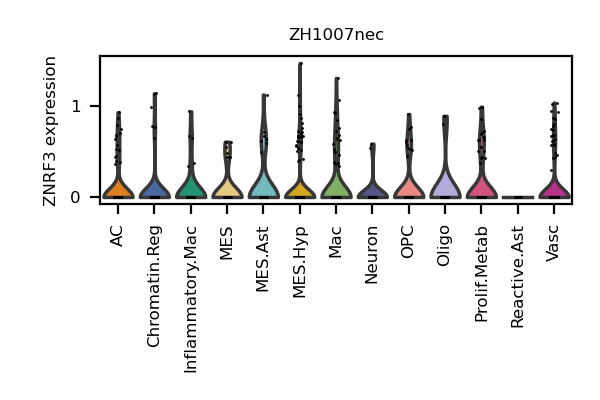 ZH1007nec
ZNRF3 expression
1
0
AC
Chromatin.Reg
Inflammatory.Mac
MES
MES.Ast
MES.Hyp
Mac
Neuron
OPC
Oligo
Prolif.Metab
Reactive.Ast
Vasc